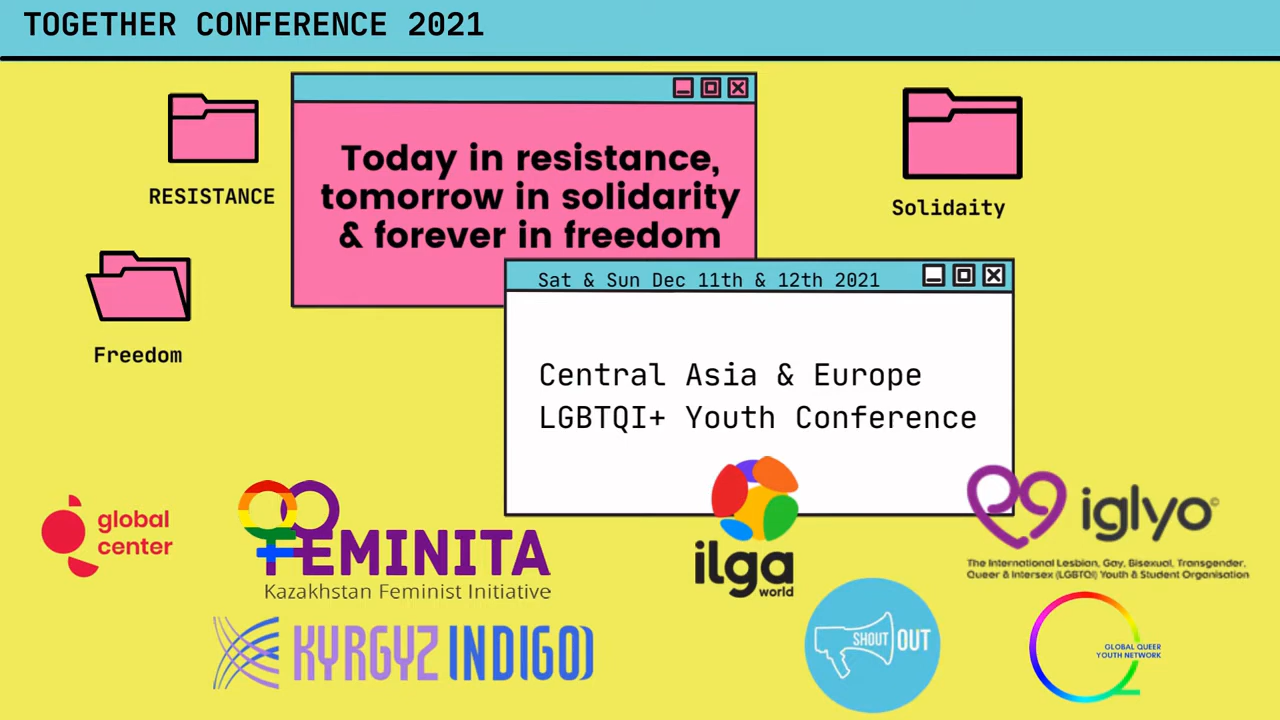 TOGETHER CONFERENCE 2021
RESISTANCE
Today in resistance,
tomorrow in solidarity
& forever in freedom
Solidaity
Freedom
Sat & Sun Dec 11th & 12th 2021
Central Asia & Europe
LGBTQI+ Youth Conference
global
center
FEMINITA
Kazakhstan Feminist Initiative
ilga
world
iglyo©
The International Lesbian, Gay, Bisexual, Transgender,
Queer & Intersex (LGBTQI) Youth & Student Organisation
KYRGYZ INDIGO
SHOUT OUT
GLOBAL QUEER
YOUTH NETWORK